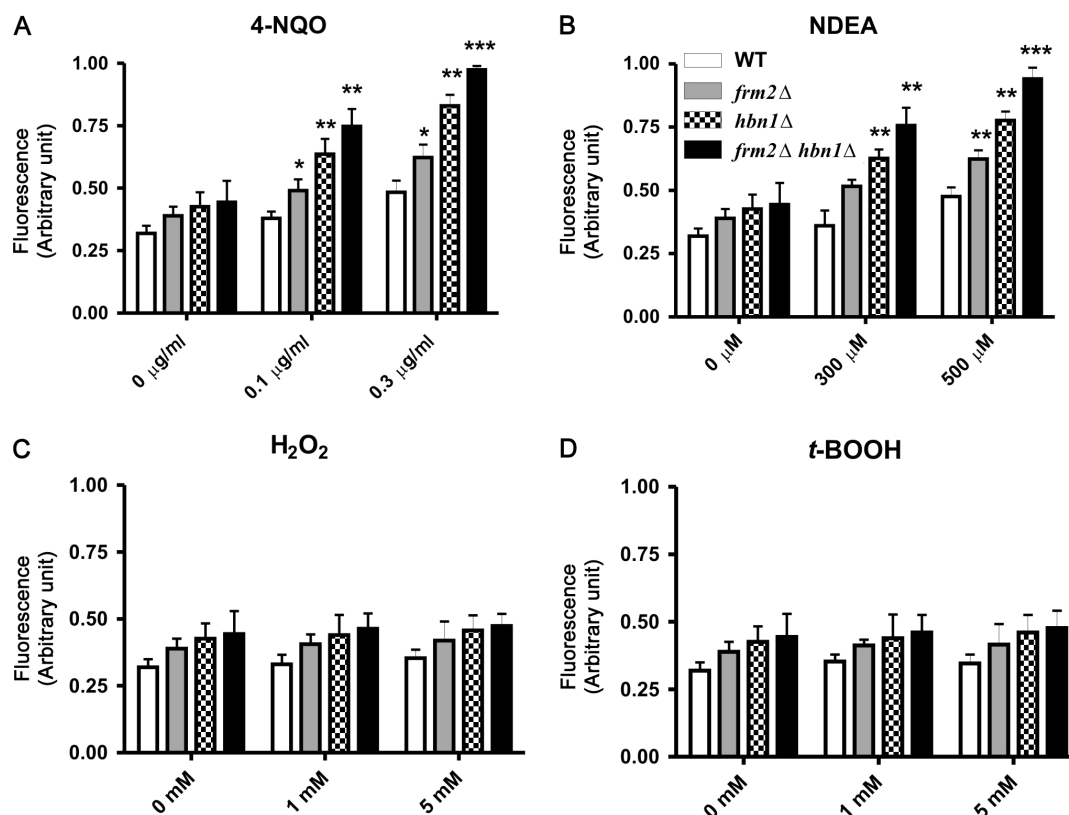 A
4-NQO
Fluorescence
(Arbitrary unit)
1.00
0.75
0.50
0.25
0.00
*
**
**
*
**
***
0 μg/ml
0.1 μg/ml
0.3 μg/ml
B
NDEA
WT
frm2Δ
hbn1Δ
frm2Δ hbn1Δ
Fluorescence
(Arbitrary unit)
1.00
0.75
0.50
0.25
0.00
**
**
**
**
***
0 μM
300 μM
500 μM
C
H₂O₂
Fluorescence
(Arbitrary unit)
1.00
0.75
0.50
0.25
0.00
0 mM
1 mM
5 mM
D
t-BOOH
Fluorescence
(Arbitrary unit)
1.00
0.75
0.50
0.25
0.00
0 mM
1 mM
5 mM